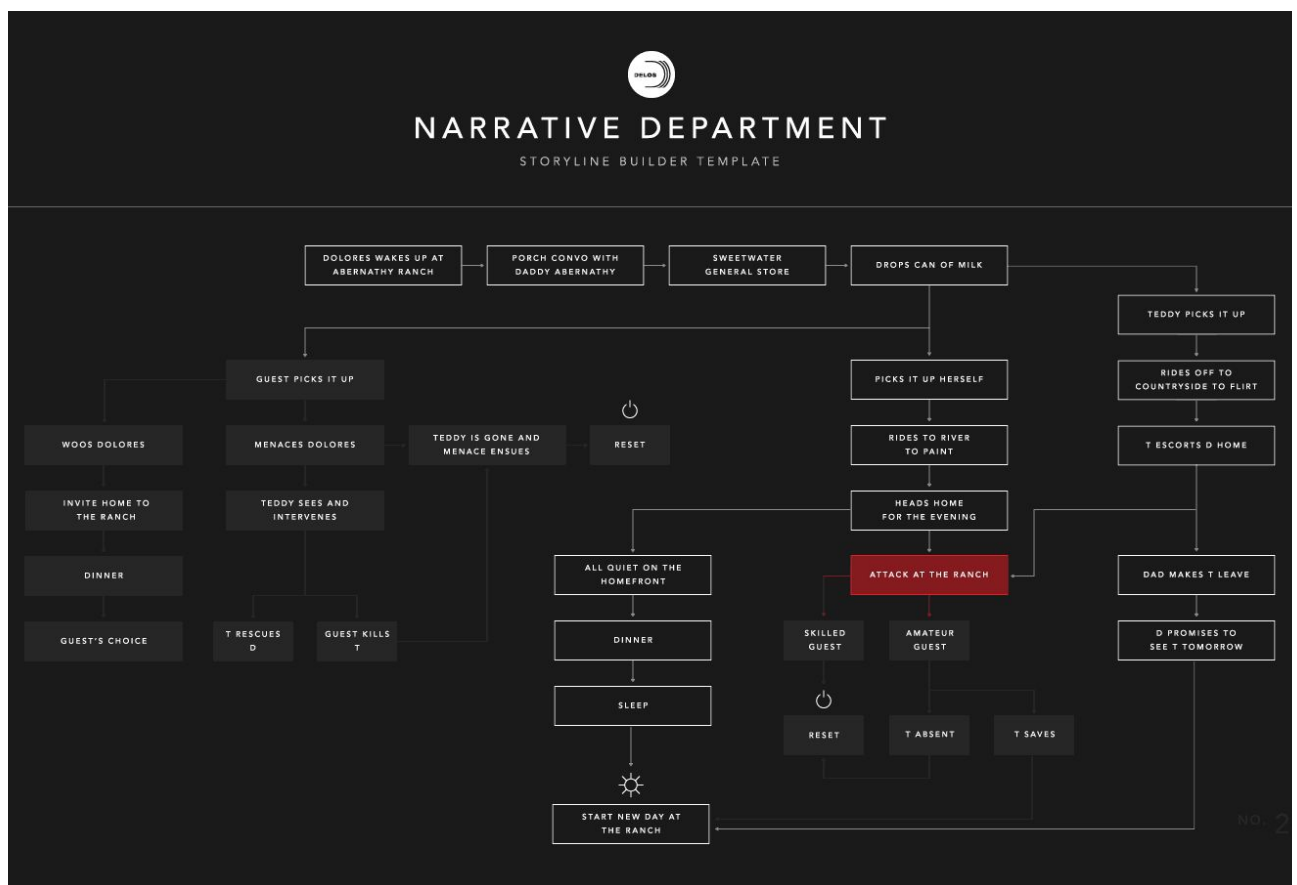 DELOS
NARRATIVE DEPARTMENT
STORYLINE BUILDER TEMPLATE
DOLORES WAKES UP AT
ABERNATHY RANCH
PORCH CONVO WITH
DADDY ABERNATHY
SWEETWATER
GENERAL STORE
DROPS CAN OF MILK
TEDDY PICKS IT UP
GUEST PICKS IT UP
PICKS IT UP HERSELF
RIDES OFF TO
COUNTRYSIDE TO FLIRT
WOOS DOLORES
MENACES DOLORES
TEDDY IS GONE AND
MENACE ENSUES
RESET
RIDES TO RIVER
TO PAINT
T ESCORTS D HOME
INVITE HOME TO
THE RANCH
TEDDY SEES AND
INTERVENES
HEADS HOME
FOR THE EVENING
DINNER
ALL QUIET ON THE
HOMEFRONT
ATTACK AT THE RANCH
DAD MAKES T LEAVE
GUEST'S CHOICE
T RESCUES
D
GUEST KILLS
T
DINNER
SKILLED
GUEST
AMATEUR
GUEST
D PROMISES TO
SEE T TOMORROW
SLEEP
RESET
T ABSENT
T SAVES
START NEW DAY AT
THE RANCH
NO. 2